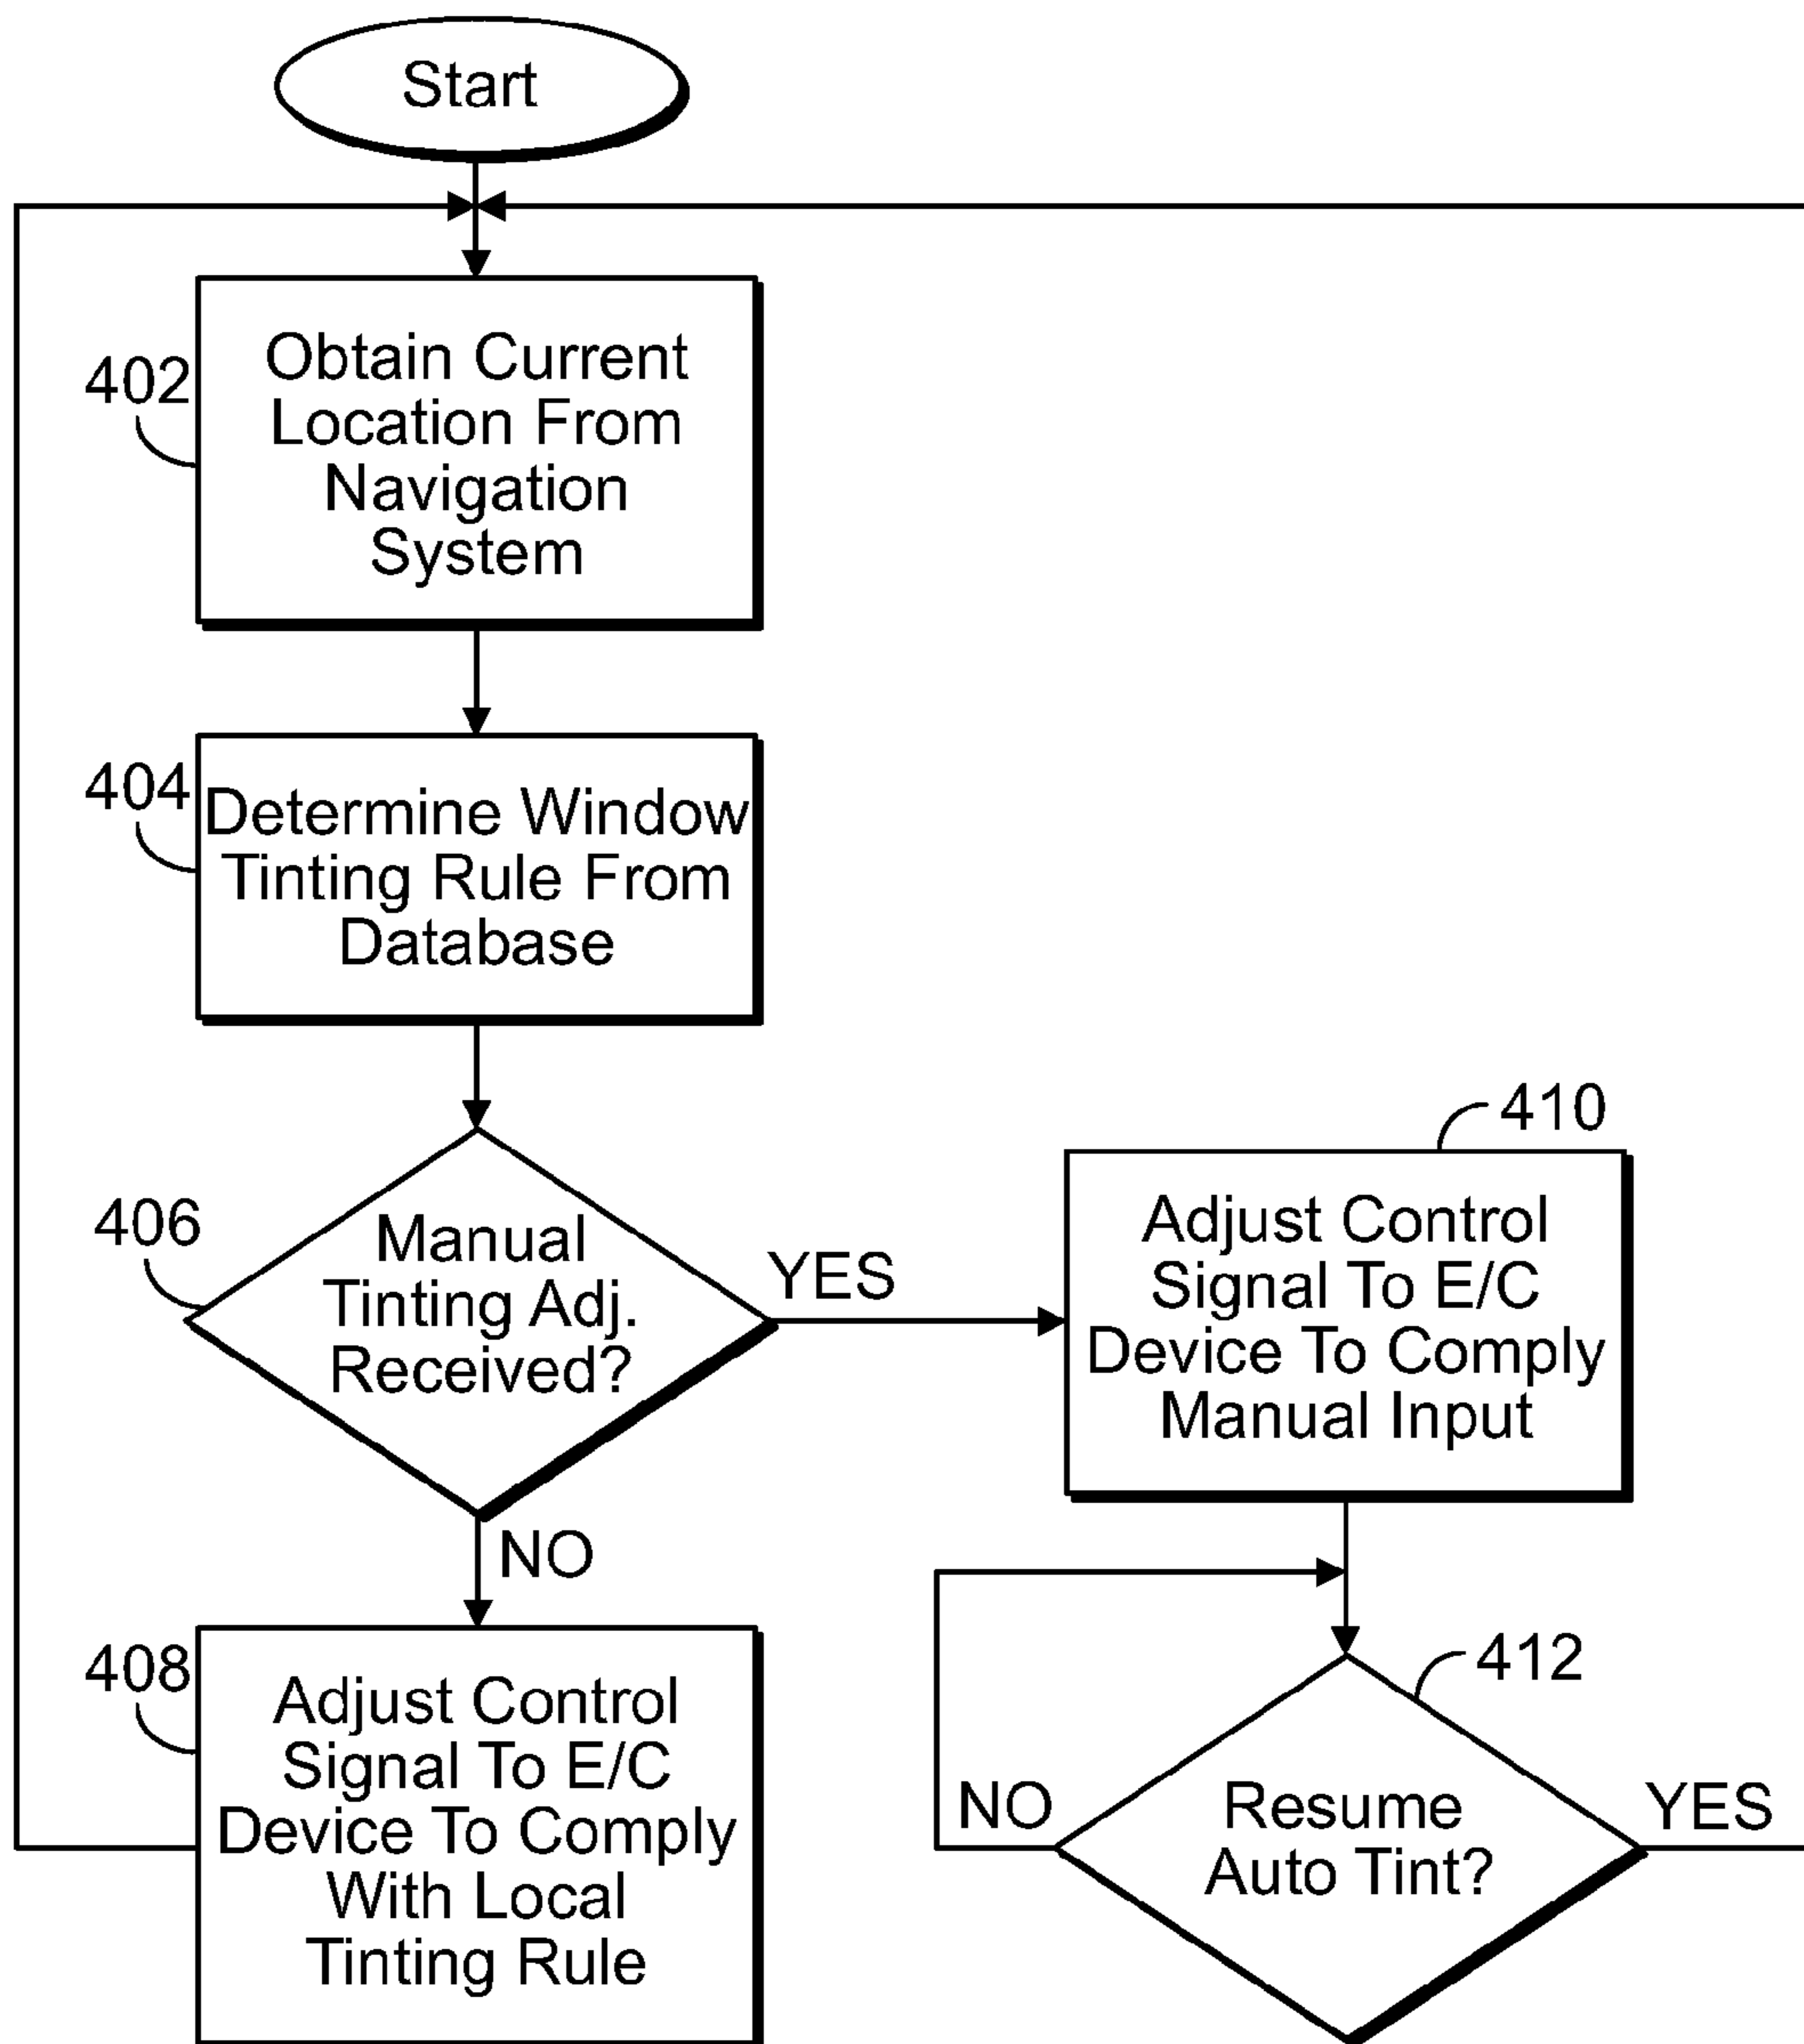 Start
402
Obtain Current
Location From
Navigation
System
404
Determine Window
Tinting Rule From
Database
406
Manual
Tinting Adj.
Received?
YES
NO
408
Adjust Control
Signal To E/C
Device To Comply
With Local
Tinting Rule
410
Adjust Control
Signal To E/C
Device To Comply
Manual Input
412
Resume
Auto Tint?
NO
YES